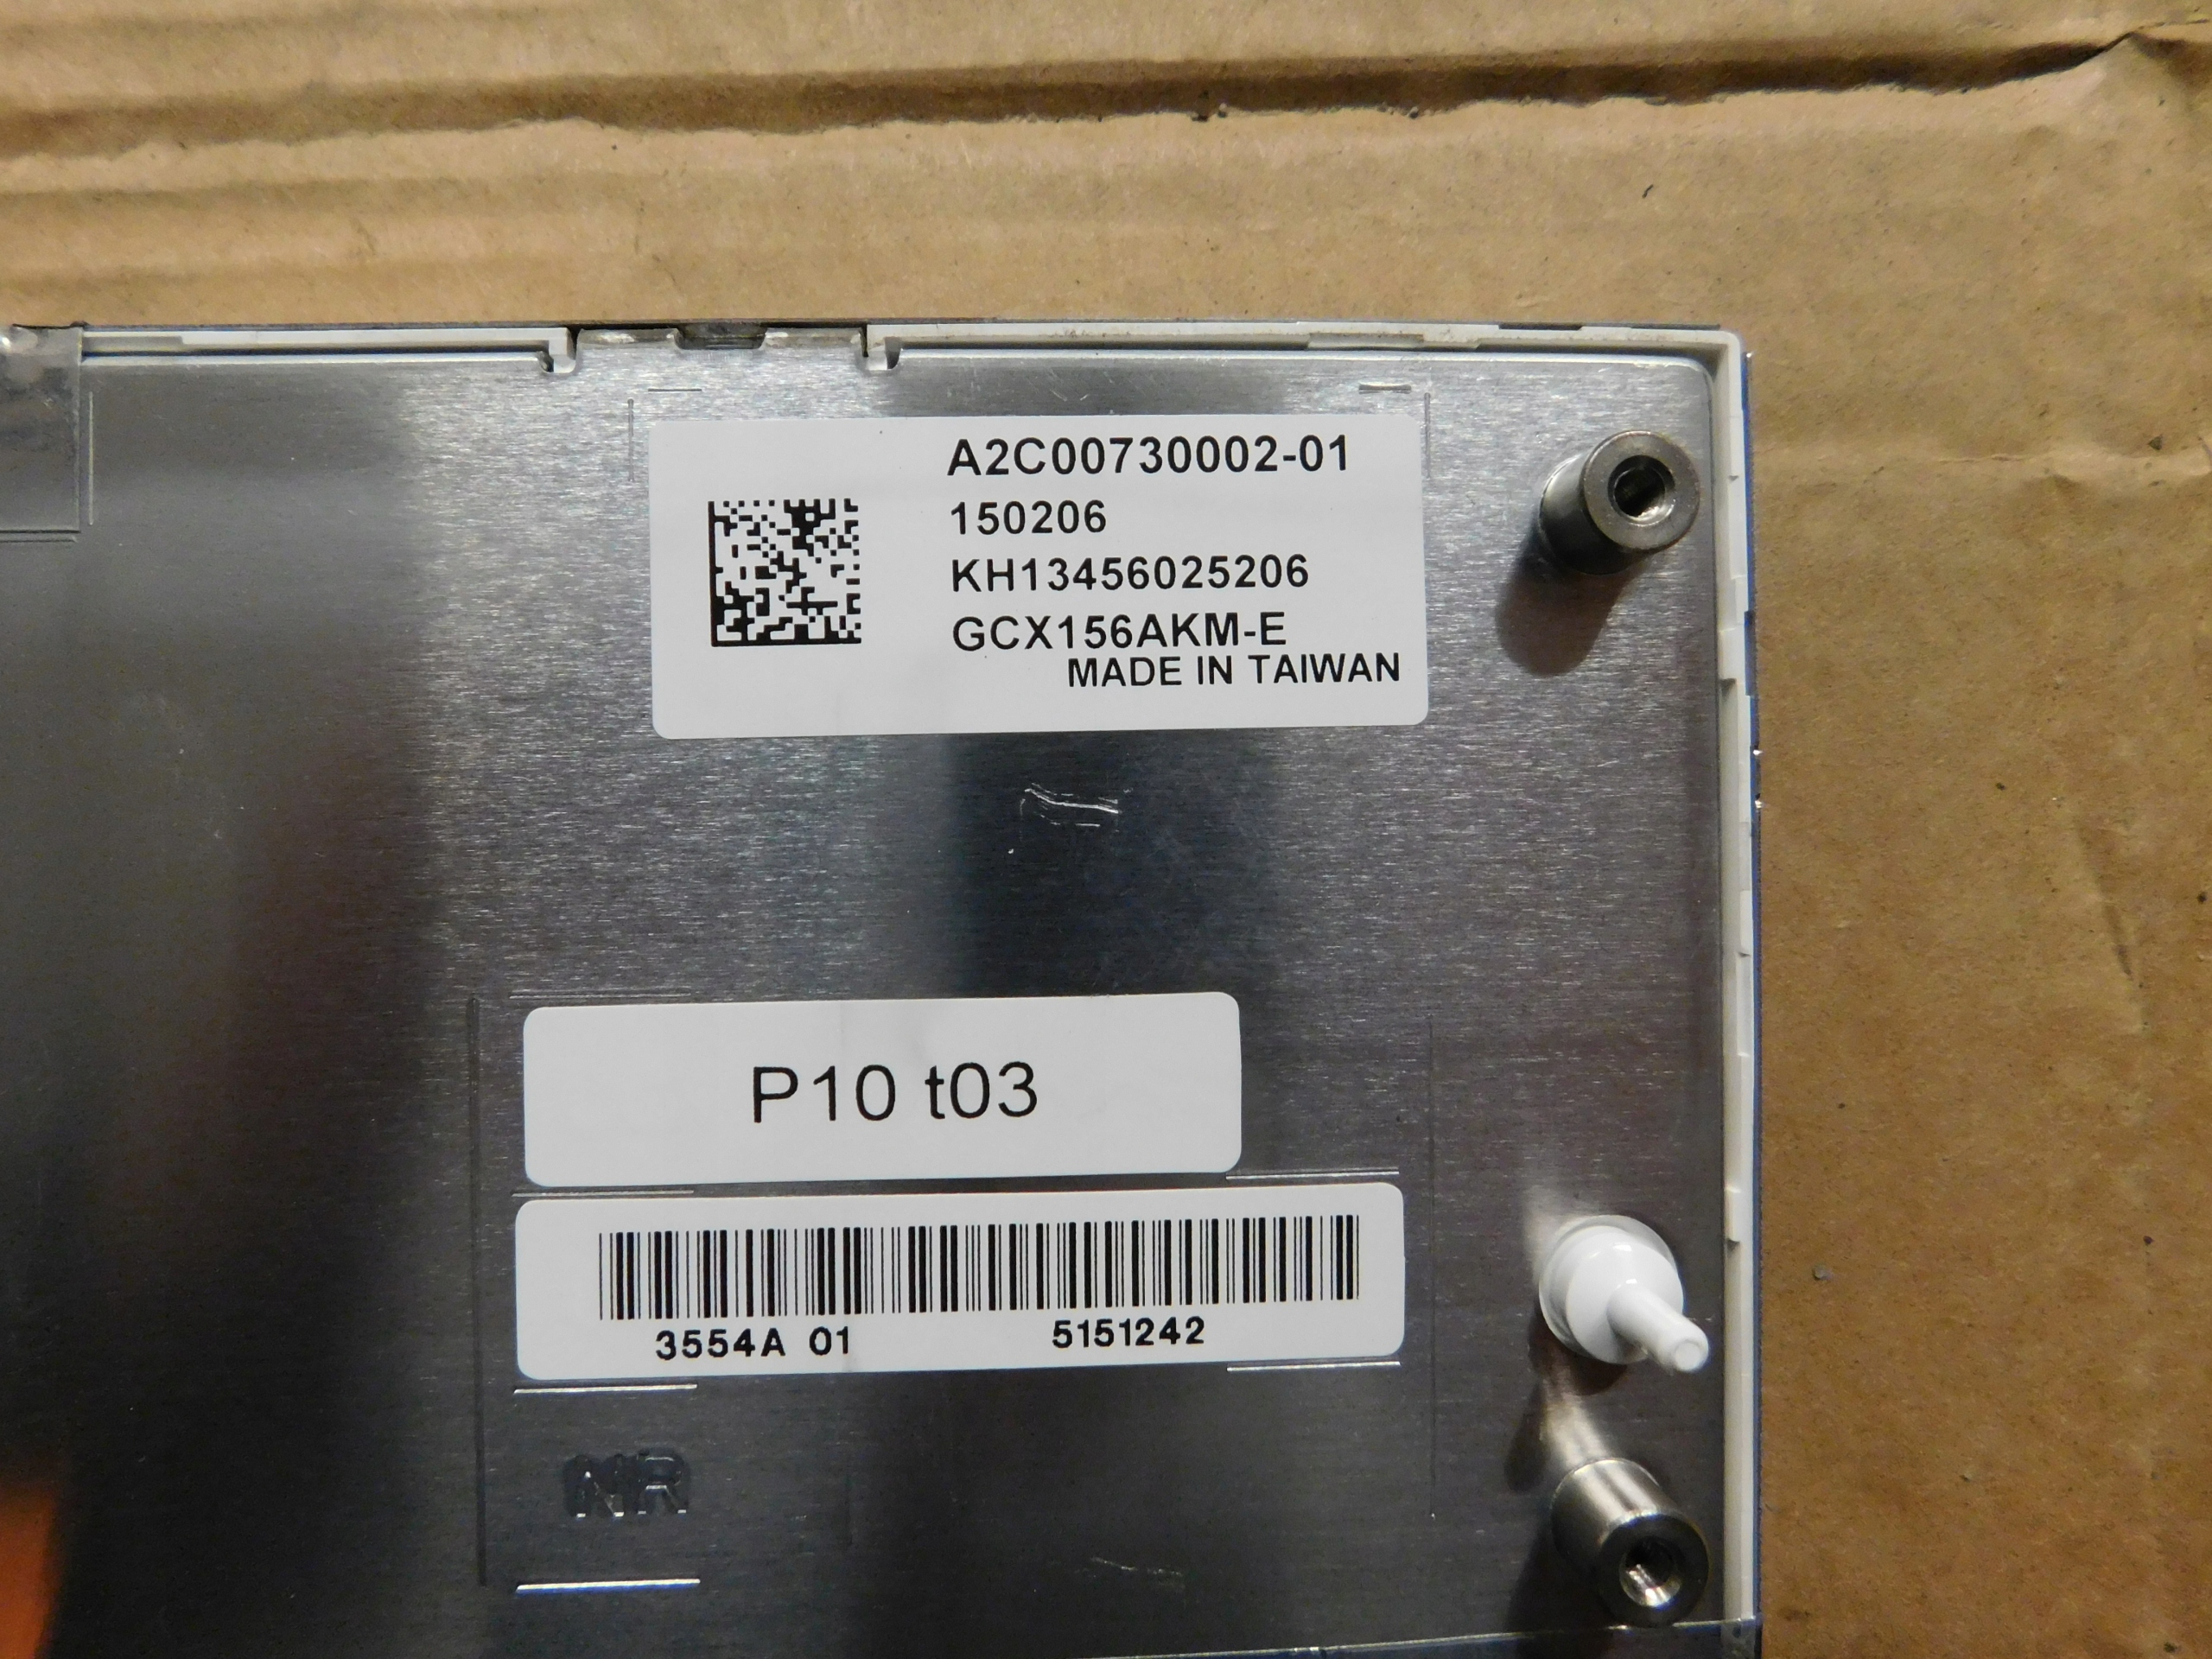 A2C00730002-01
150206
KH13456025206
GCX156AKM-E
MADE IN TAIWAN
P10 t03
3554A 01 5151242